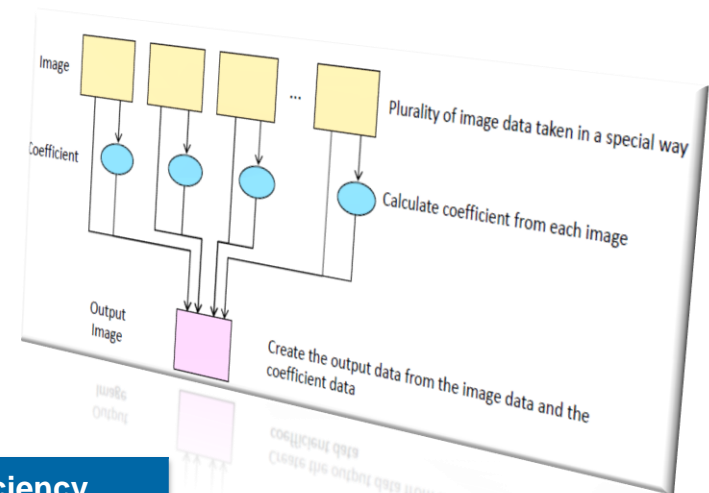 Image
...
Plurality of image data taken in a special way
Calculate coefficient from each image
Output
Image
Create the output data from the image data and the
coefficient data